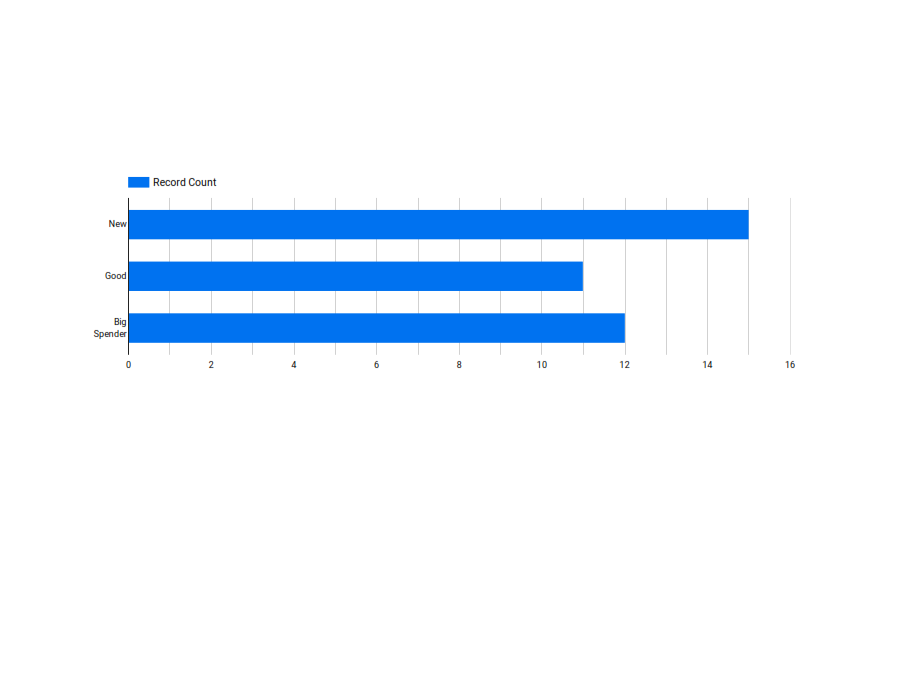 Record Count
New
Good
Big
Spender
0 2 4 6 8 10 12 14 16